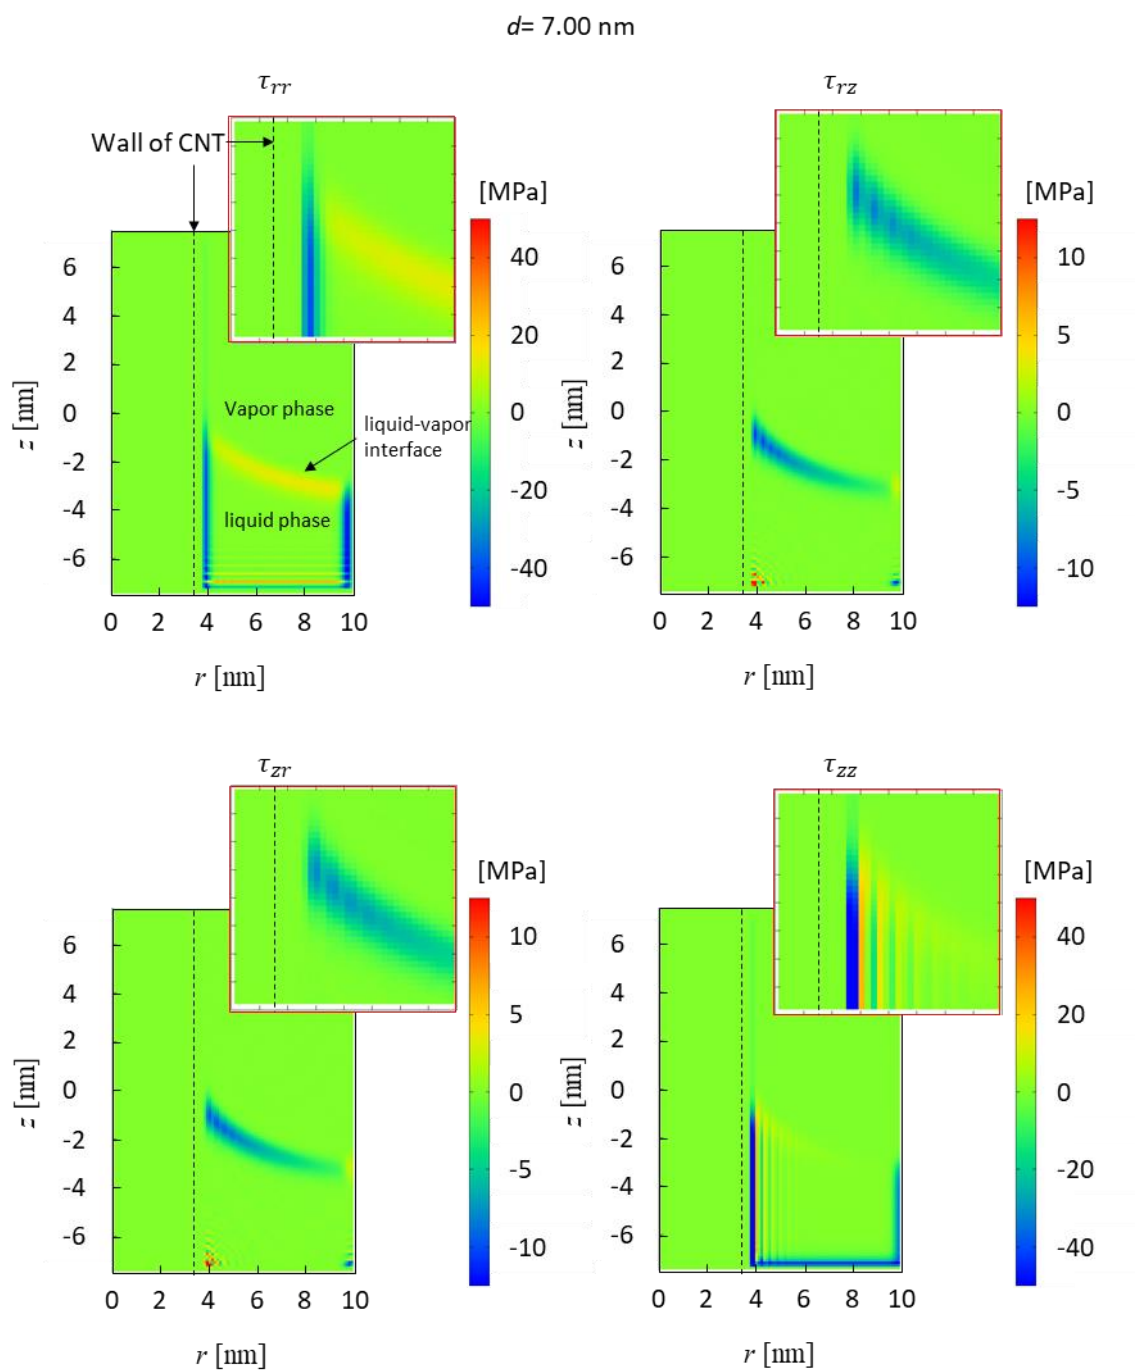 d= 7.00 nm
τrr
Wall of CNT
[MPa]
40
20
0
-20
-40
6
4
2
0
-2
-4
-6
z [nm]
Vapor phase
liquid-vapor
interface
liquid phase
0 2 4 6 8 10
r [nm]
τrz
[MPa]
10
5
0
-5
-10
6
4
2
0
-2
-4
-6
z [nm]
0 2 4 6 8 10
r [nm]
τzr
[MPa]
10
5
0
-5
-10
6
4
2
0
-2
-4
-6
z [nm]
0 2 4 6 8 10
r [nm]
τzz
[MPa]
40
20
0
-20
-40
6
4
2
0
-2
-4
-6
z [nm]
0 2 4 6 8 10
r [nm]